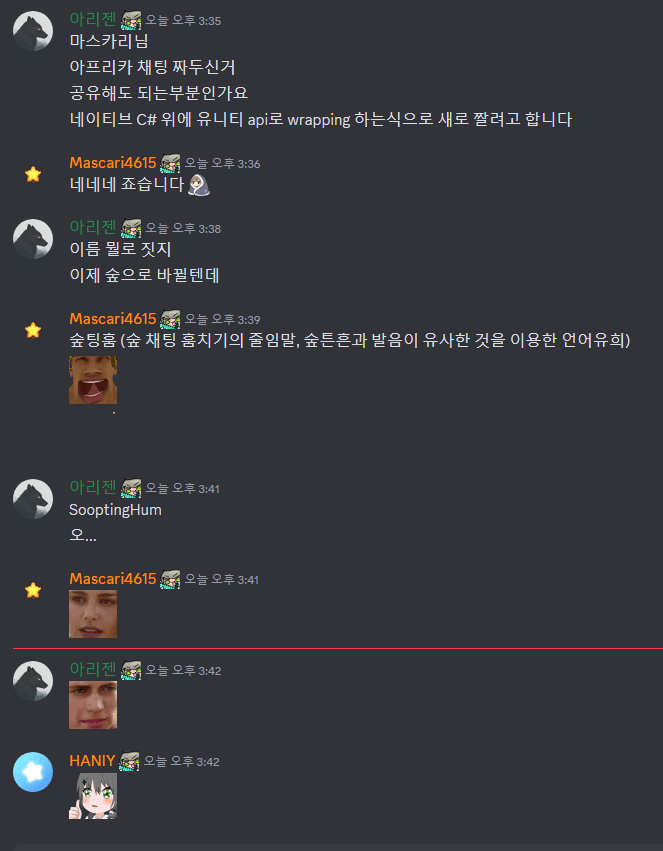 아리젠 오늘 오후 3:35
마스카리님
아프리카 채팅 짜두신거
공유해도 되는부분인가요
네이티브 C# 위에 유니티 api로 wrapping 하는식으로 새로 짤려고 합니다
Mascari4615 오늘 오후 3:36
네네네 죠습니다
아리젠 오늘 오후 3:38
이름 뭘로 짓지
이제 숲으로 바뀔텐데
Mascari4615 오늘 오후 3:39
숲팅훔 (숲 채팅 훔치기의 줄임말, 숲튼훈과 발음이 유사한 것을 이용한 언어유희)
아리젠 오늘 오후 3:41
SooptingHum
오...
Mascari4615 오늘 오후 3:41
아리젠 오늘 오후 3:42
HANIY 오늘 오후 3:42